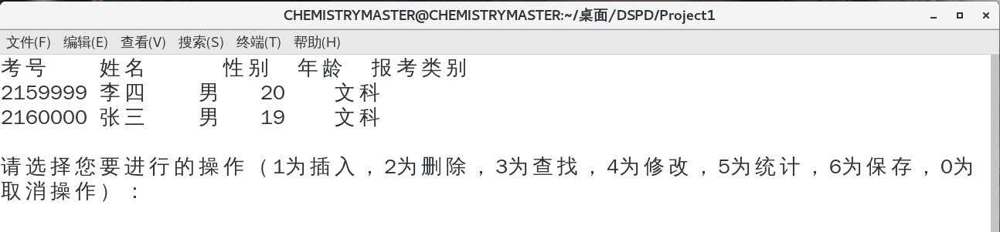 CHEMISTRYMASTER@CHEMISTRYMASTER:~/桌面/DSPD/Project1
文件(F) 编辑(E) 查看(V) 搜索(S) 终端(T) 帮助(H)
考号 姓名 性别 年龄 报考类别
2159999 李四 男 20 文科
2160000 张三 男 19 文科
请选择您要进行的操作（1为插入，2为删除，3为查找，4为修改，5为统计，6为保存，0为
取消操作）：